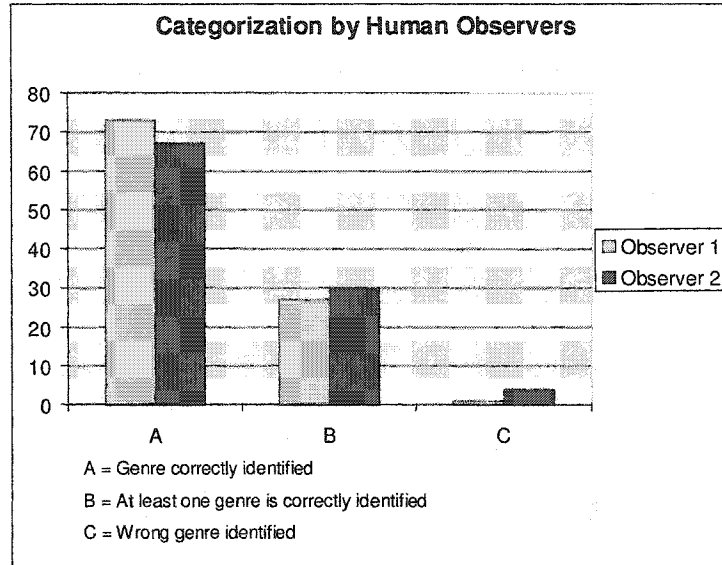 Categorization by Human Observers
80
70
60
50
40
30
20
10
0
A B C
Observer 1
Observer 2
A = Genre correctly identified
B = At least one genre is correctly identified
C = Wrong genre identified